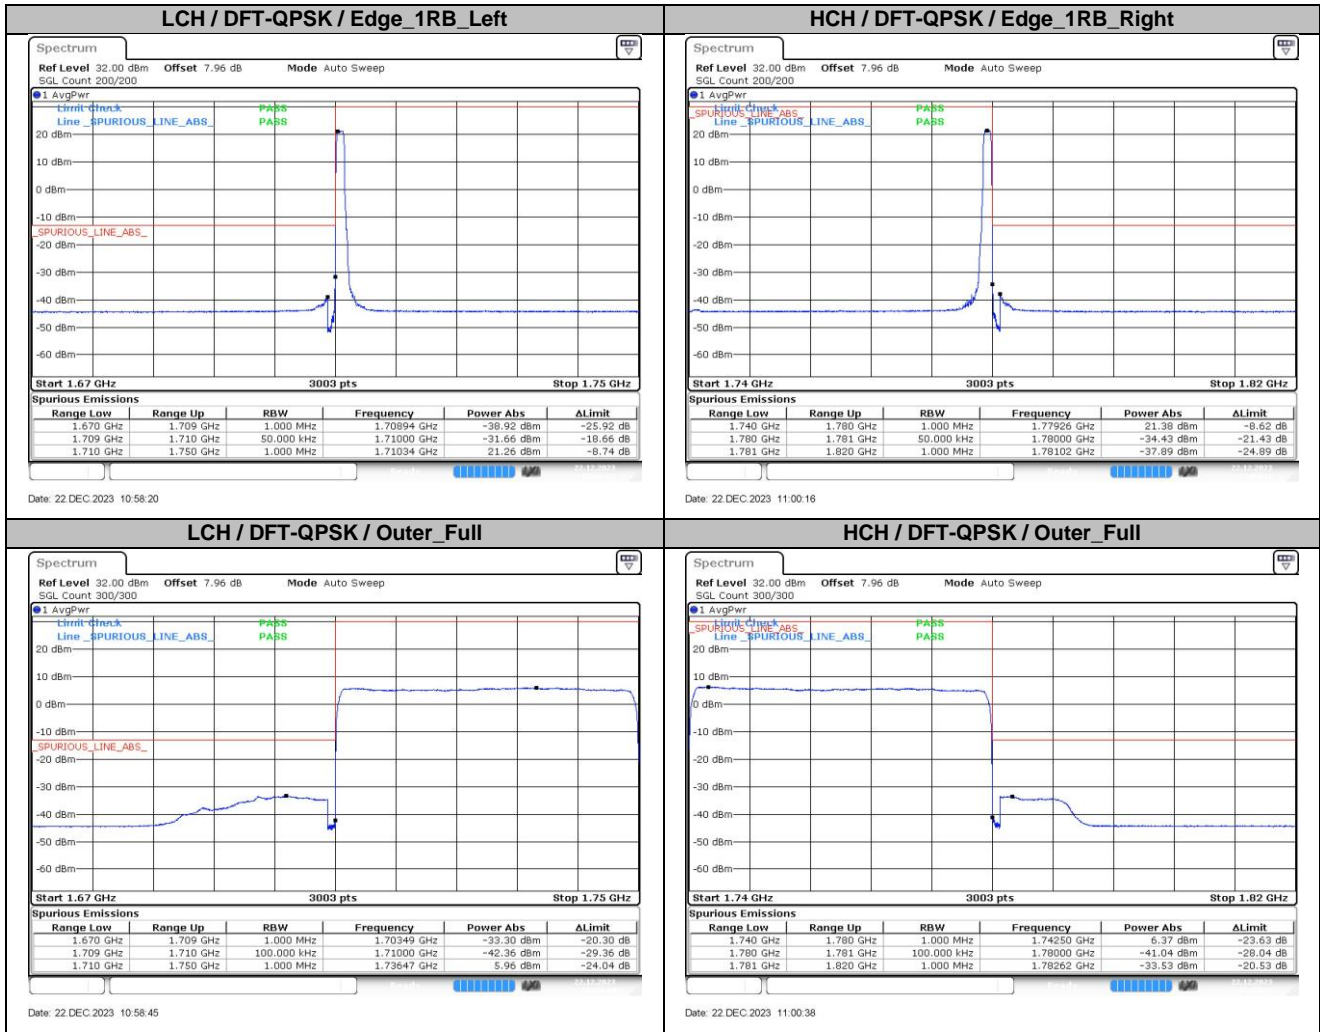 LCH / DFT-QPSK / Edge_1RB_Left
Spectrum
Ref Level 32.00 dBm Offset 7.96 dB Mode Auto Sweep
SGL Count 200/200
1 AvgPwr
Limit Check PASS
Line _SPURIOUS_LINE_ABS_ PASS
20 dBm
10 dBm
0 dBm
-10 dBm
_SPURIOUS_LINE_ABS_
-20 dBm
-30 dBm
-40 dBm
-50 dBm
-60 dBm
Start 1.67 GHz 3003 pts Stop 1.75 GHz
Spurious Emissions
Range Low Range Up RBW Frequency Power Abs ΔLimit
1.670 GHz 1.709 GHz 1.000 MHz 1.70894 GHz -38.92 dBm -25.92 dB
1.709 GHz 1.710 GHz 50.000 kHz 1.71000 GHz -31.66 dBm -18.66 dB
1.710 GHz 1.750 GHz 1.000 MHz 1.71034 GHz 21.26 dBm -8.74 dB
Date: 22.DEC.2023 10:58:20
HCH / DFT-QPSK / Edge_1RB_Right
Spectrum
Ref Level 32.00 dBm Offset 7.96 dB Mode Auto Sweep
SGL Count 200/200
1 AvgPwr
Limit Check PASS
_SPURIOUS_LINE_ABS_
Line _SPURIOUS_LINE_ABS_ PASS
20 dBm
10 dBm
0 dBm
-10 dBm
-20 dBm
-30 dBm
-40 dBm
-50 dBm
-60 dBm
Start 1.74 GHz 3003 pts Stop 1.82 GHz
Spurious Emissions
Range Low Range Up RBW Frequency Power Abs ΔLimit
1.740 GHz 1.780 GHz 1.000 MHz 1.77926 GHz 21.38 dBm -8.62 dB
1.780 GHz 1.781 GHz 50.000 kHz 1.78000 GHz -34.43 dBm -21.43 dB
1.781 GHz 1.820 GHz 1.000 MHz 1.78102 GHz -37.89 dBm -24.89 dB
Date: 22.DEC.2023 11:00:16
LCH / DFT-QPSK / Outer_Full
Spectrum
Ref Level 32.00 dBm Offset 7.96 dB Mode Auto Sweep
SGL Count 300/300
1 AvgPwr
Limit Check PASS
Line _SPURIOUS_LINE_ABS_ PASS
20 dBm
10 dBm
0 dBm
-10 dBm
_SPURIOUS_LINE_ABS_
-20 dBm
-30 dBm
-40 dBm
-50 dBm
-60 dBm
Start 1.67 GHz 3003 pts Stop 1.75 GHz
Spurious Emissions
Range Low Range Up RBW Frequency Power Abs ΔLimit
1.670 GHz 1.709 GHz 1.000 MHz 1.70349 GHz -33.30 dBm -20.30 dB
1.709 GHz 1.710 GHz 100.000 kHz 1.71000 GHz -42.36 dBm -29.36 dB
1.710 GHz 1.750 GHz 1.000 MHz 1.73647 GHz 5.96 dBm -24.04 dB
Date: 22.DEC.2023 10:58:45
HCH / DFT-QPSK / Outer_Full
Spectrum
Ref Level 32.00 dBm Offset 7.96 dB Mode Auto Sweep
SGL Count 300/300
1 AvgPwr
Limit Check PASS
_SPURIOUS_LINE_ABS_
Line _SPURIOUS_LINE_ABS_ PASS
20 dBm
10 dBm
0 dBm
-10 dBm
-20 dBm
-30 dBm
-40 dBm
-50 dBm
-60 dBm
Start 1.74 GHz 3003 pts Stop 1.82 GHz
Spurious Emissions
Range Low Range Up RBW Frequency Power Abs ΔLimit
1.740 GHz 1.780 GHz 1.000 MHz 1.74250 GHz 6.37 dBm -23.63 dB
1.780 GHz 1.781 GHz 100.000 kHz 1.78000 GHz -41.04 dBm -28.04 dB
1.781 GHz 1.820 GHz 1.000 MHz 1.78262 GHz -33.53 dBm -20.53 dB
Date: 22.DEC.2023 11:00:38